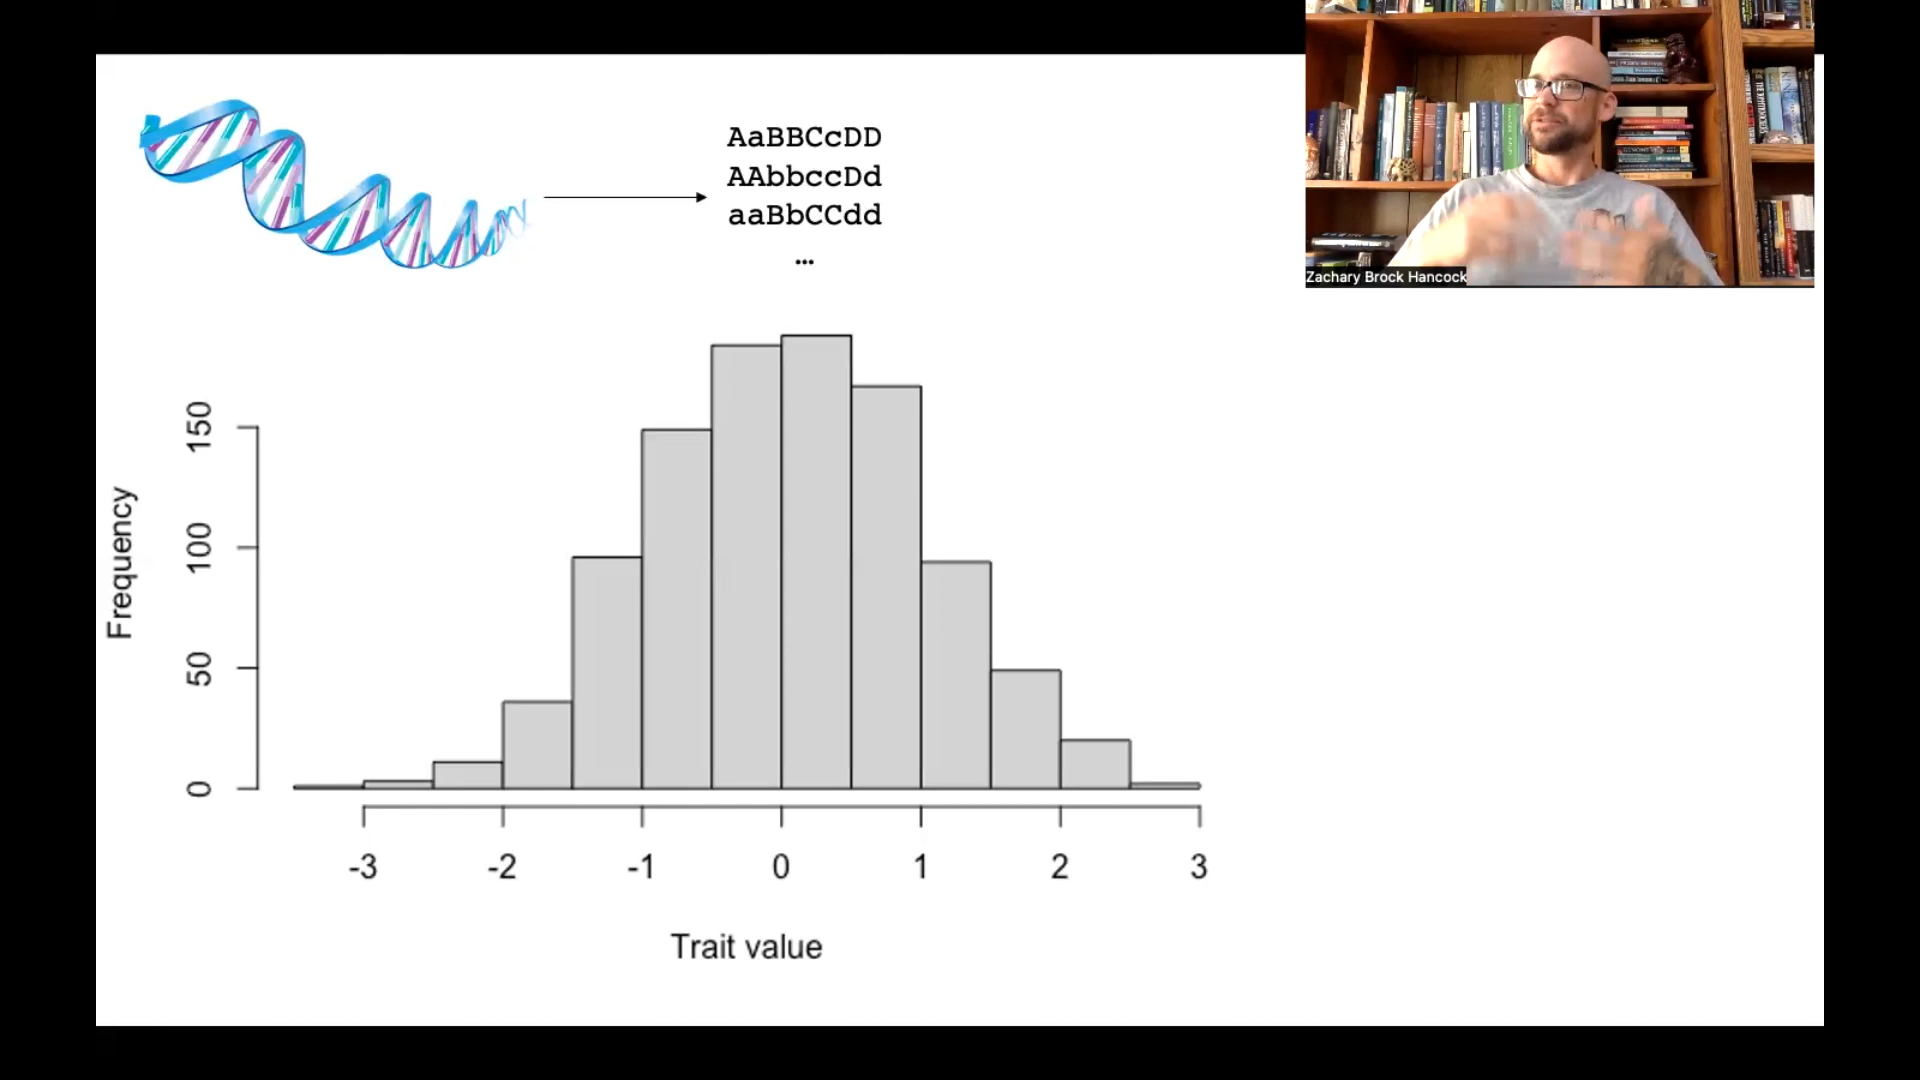 AaBBCcDD
AAbbccDd
aaBbCCdd
...
Zachary Brock Hancock
Frequency
150
100
50
0
-3 -2 -1 0 1 2 3
Trait value